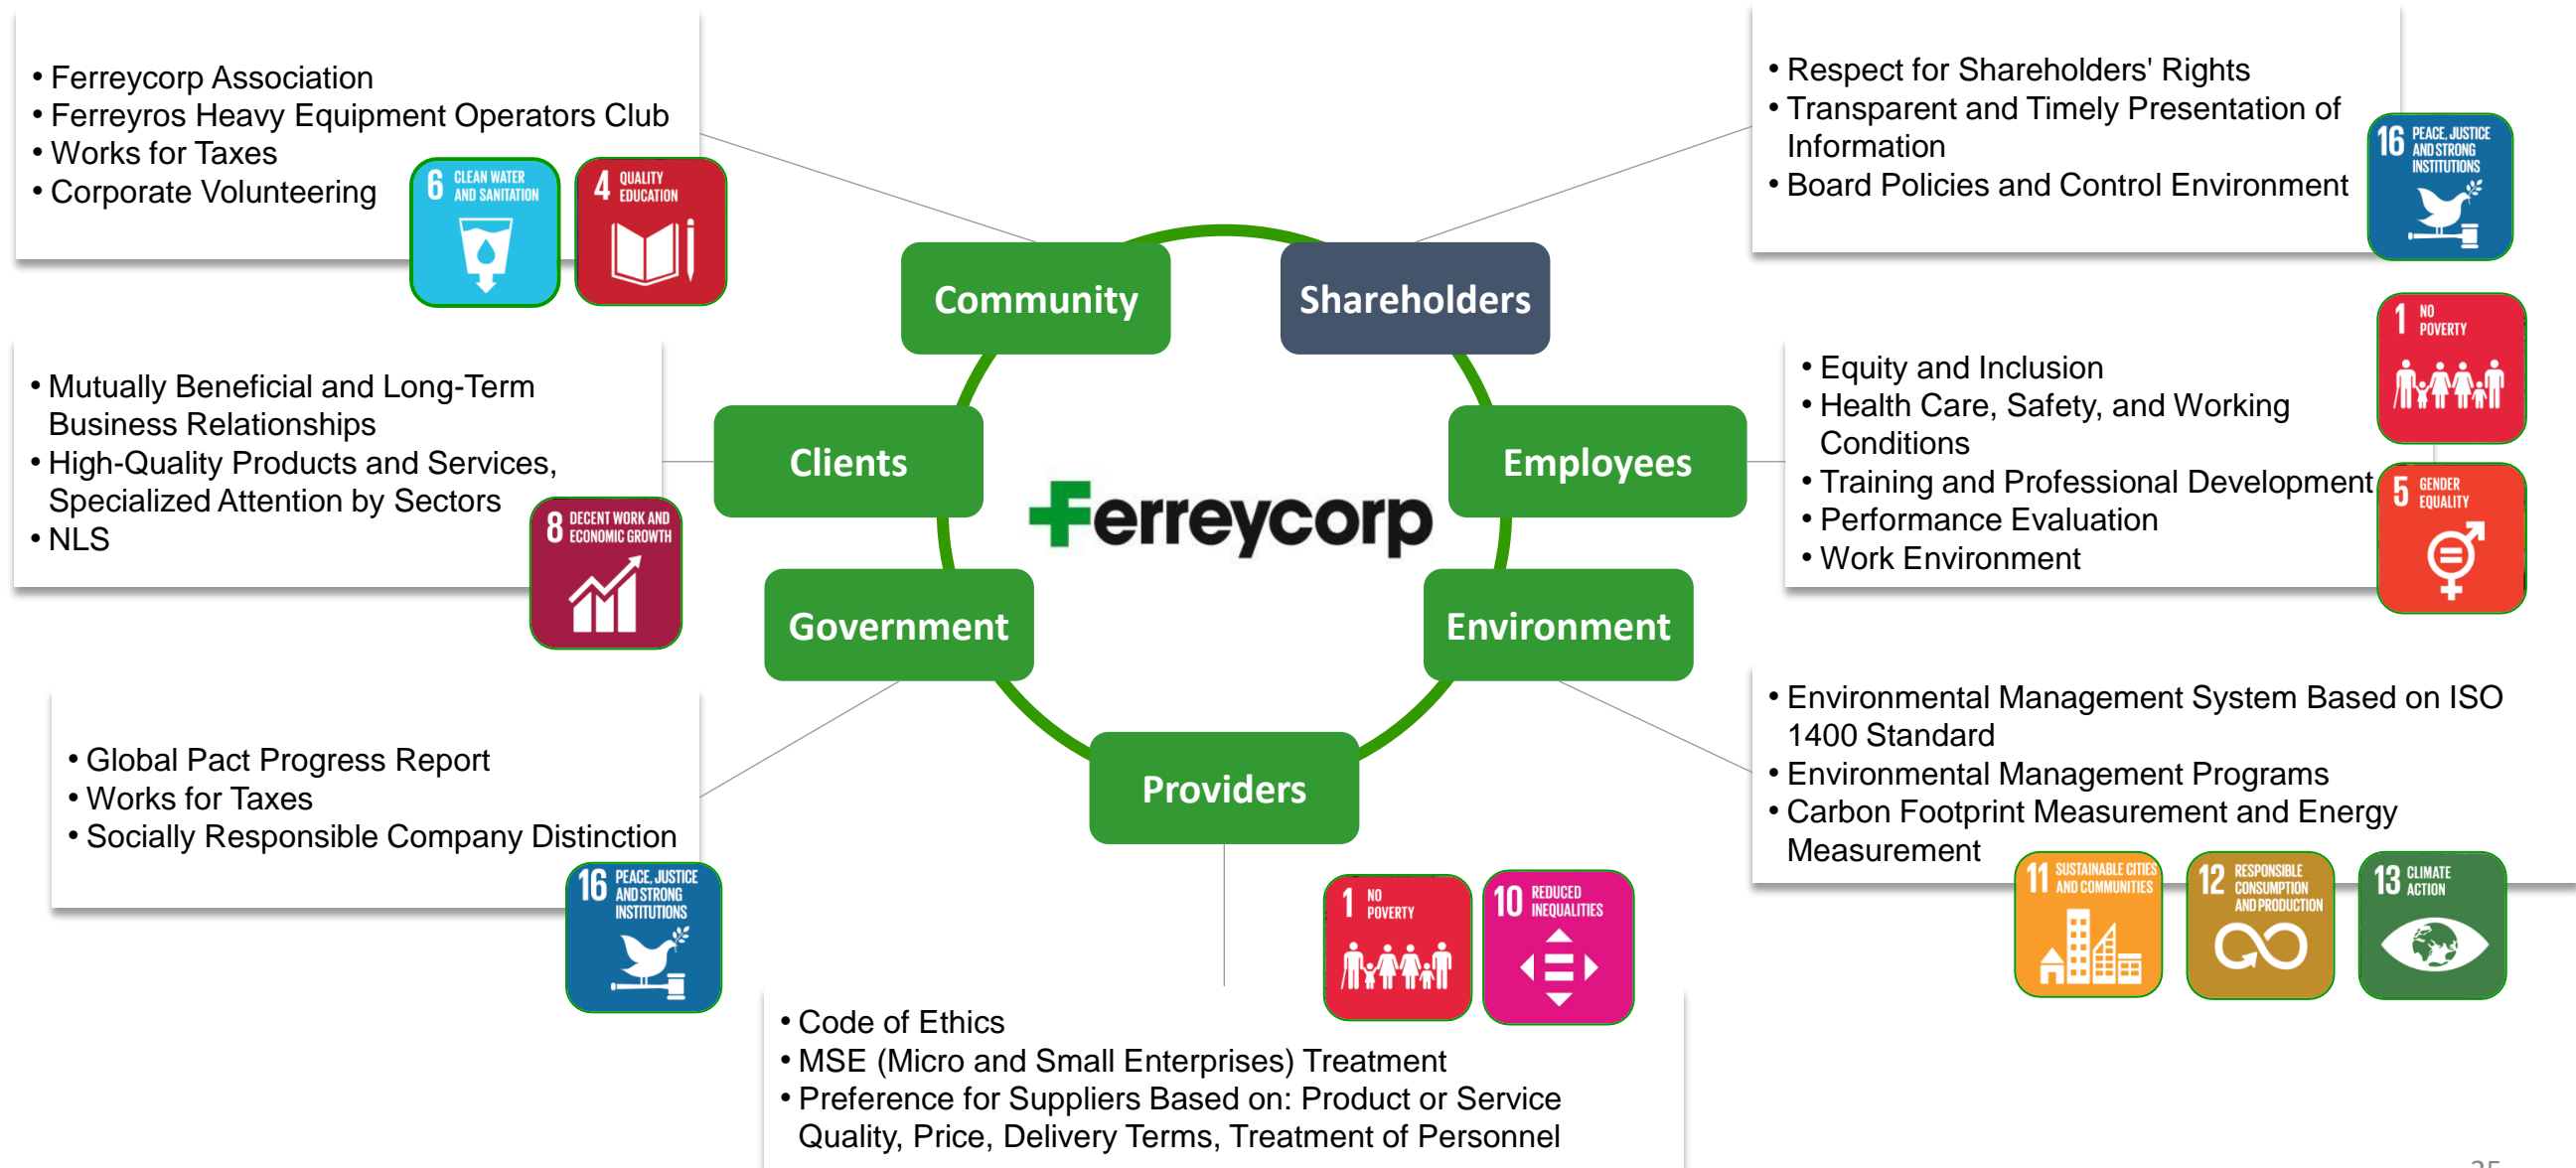 • Ferreycorp Association
• Ferreyros Heavy Equipment Operators Club
• Works for Taxes
• Corporate Volunteering
6 CLEAN WATER
AND SANITATION
4 QUALITY
EDUCATION
• Respect for Shareholders' Rights
• Transparent and Timely Presentation of
Information
• Board Policies and Control Environment
16 PEACE, JUSTICE
AND STRONG
INSTITUTIONS
Community
Shareholders
• Mutually Beneficial and Long-Term
Business Relationships
• High-Quality Products and Services,
Specialized Attention by Sectors
• NLS
8 DECENT WORK AND
ECONOMIC GROWTH
Clients
Ferreycorp
Employees
• Equity and Inclusion
• Health Care, Safety, and Working
Conditions
• Training and Professional Development
• Performance Evaluation
• Work Environment
1 NO
POVERTY
5 GENDER
EQUALITY
Government
Environment
• Global Pact Progress Report
• Works for Taxes
• Socially Responsible Company Distinction
16 PEACE, JUSTICE
AND STRONG
INSTITUTIONS
Providers
• Environmental Management System Based on ISO
1400 Standard
• Environmental Management Programs
• Carbon Footprint Measurement and Energy
Measurement
11 SUSTAINABLE CITIES
AND COMMUNITIES
12 RESPONSIBLE
CONSUMPTION
AND PRODUCTION
13 CLIMATE
ACTION
1 NO
POVERTY
10 REDUCED
INEQUALITIES
• Code of Ethics
• MSE (Micro and Small Enterprises) Treatment
• Preference for Suppliers Based on: Product or Service
Quality, Price, Delivery Terms, Treatment of Personnel